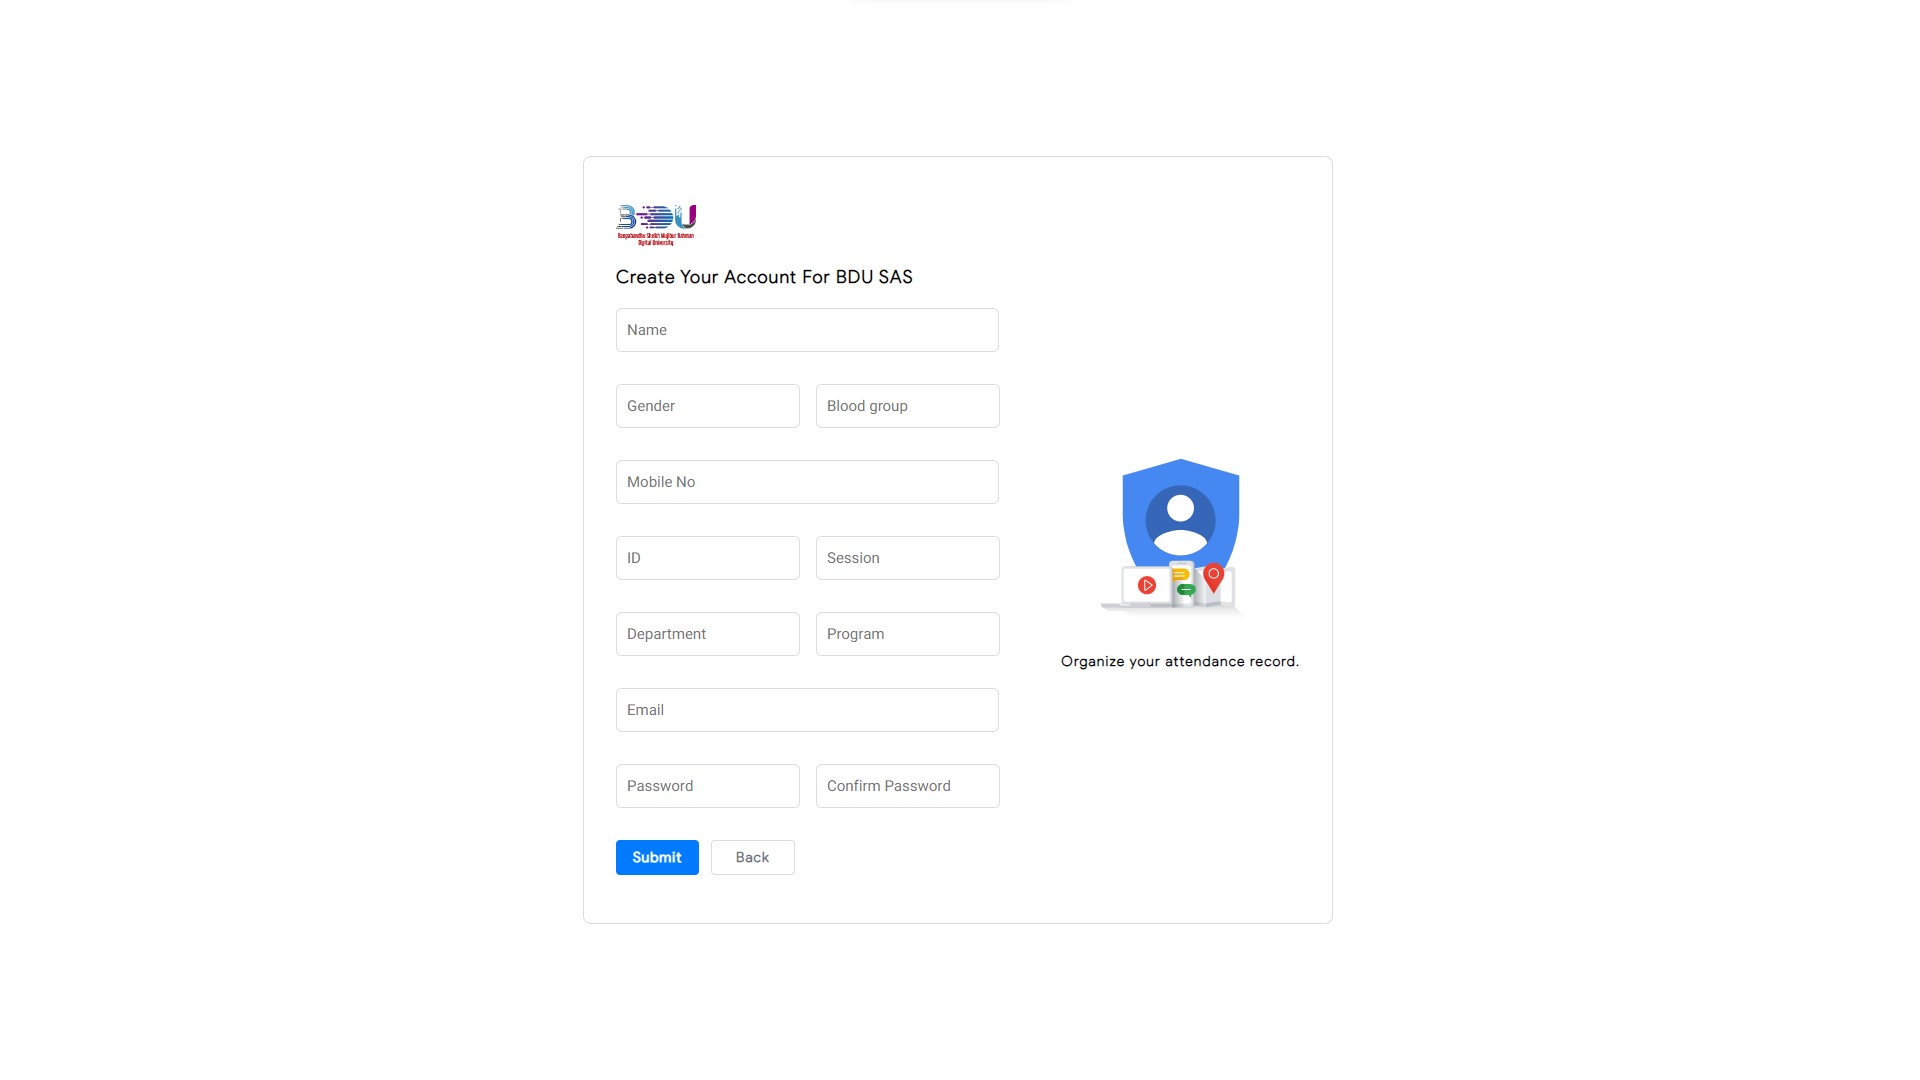 BDU
Bangabandhu Sheikh Mujibur Rahman
Digital University
Create Your Account For BDU SAS
Name
Gender Blood group
Mobile No
ID Session
Department Program
Email
Password Confirm Password
Submit Back
Organize your attendance record.